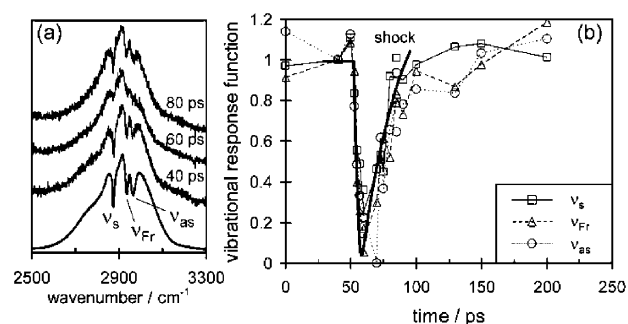 (a)
80 ps
60 ps
40 ps
νs
νFr
νas
2500 2900 3300
wavenumber / cm-1
vibrational response function
1.2
1
0.8
0.6
0.4
0.2
0
shock
(b)
νs
νFr
νas
0 50 100 150 200 250
time / ps